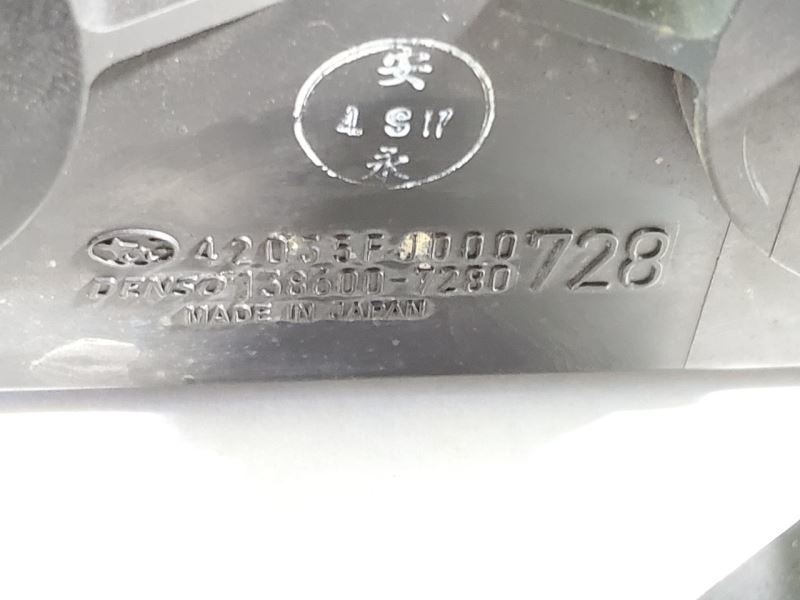 安
4 S 17
永
42035FJ000
728
DENSO 138600-7280
MADE IN JAPAN